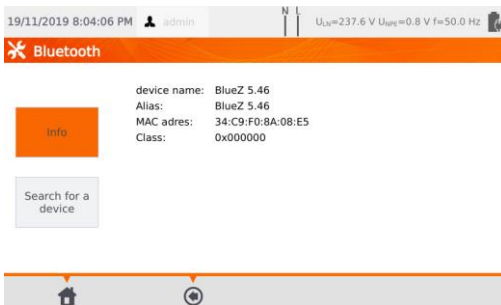 19/11/2019 8:04:06 PM admin N L U_LN=237.6 V U_NPE=0.8 V f=50.0 Hz
Bluetooth
Info
Search for a
device
device name: BlueZ 5.46
Alias: BlueZ 5.46
MAC adres: 34:C9:F0:8A:08:E5
Class: 0x000000